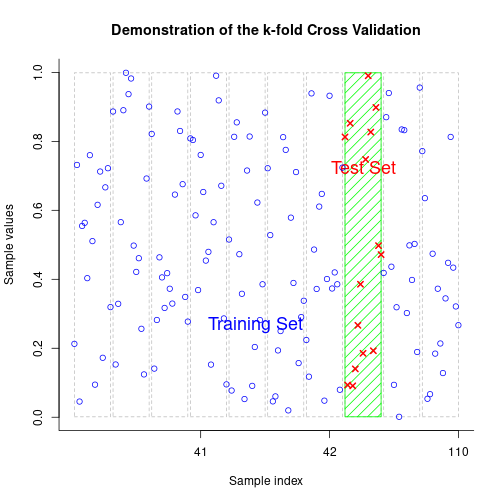 Demonstration of the k-fold Cross Validation
Sample values
0.0
0.2
0.4
0.6
0.8
1.0
Test Set
Training Set
41
42
110
Sample index